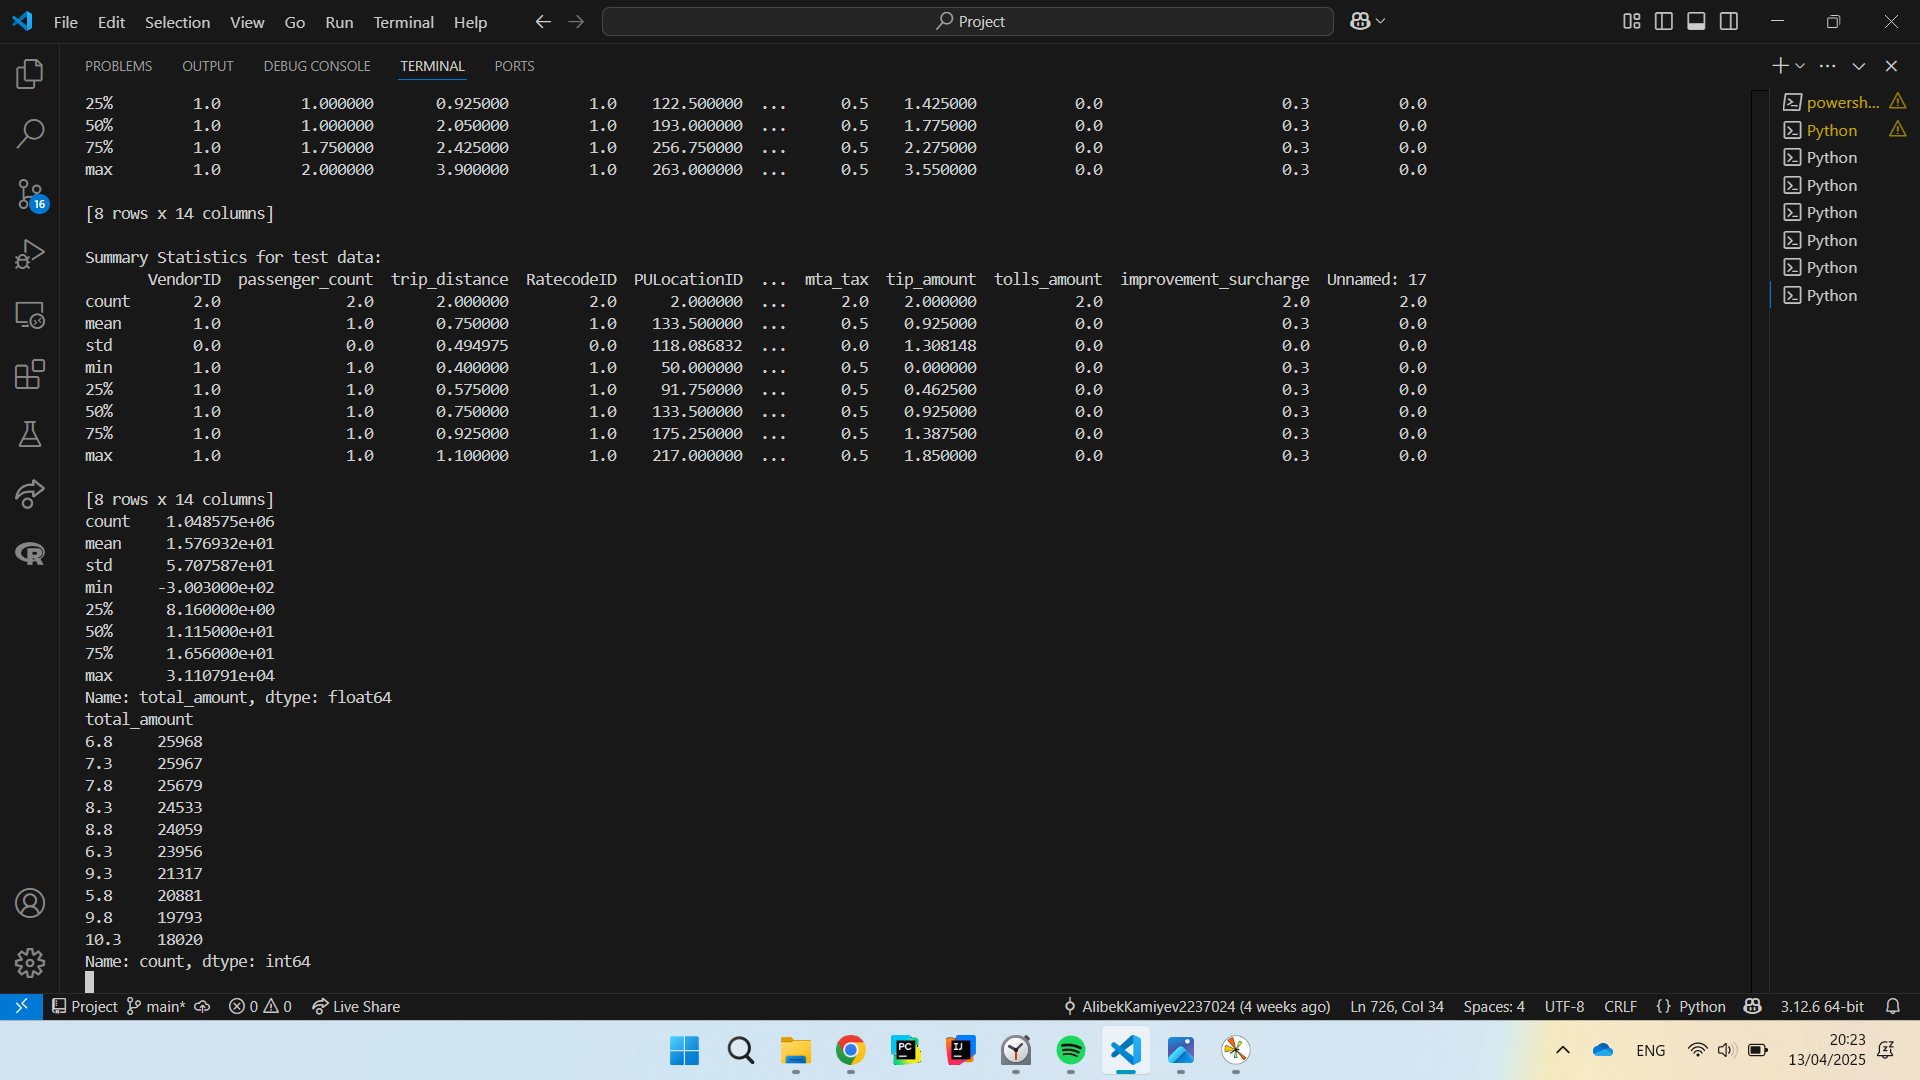 File Edit Selection View Go Run Terminal Help Project
PROBLEMS OUTPUT DEBUG CONSOLE TERMINAL PORTS
25% 1.0 1.000000 0.925000 1.0 122.500000 ... 0.5 1.425000 0.0 0.3 0.0
50% 1.0 1.000000 2.050000 1.0 193.000000 ... 0.5 1.775000 0.0 0.3 0.0
75% 1.0 1.750000 2.425000 1.0 256.750000 ... 0.5 2.275000 0.0 0.3 0.0
max 1.0 2.000000 3.900000 1.0 263.000000 ... 0.5 3.550000 0.0 0.3 0.0
[8 rows x 14 columns]
Summary Statistics for test data:
VendorID passenger_count trip_distance RatecodeID PULocationID ... mta_tax tip_amount tolls_amount improvement_surcharge Unnamed: 17
count 2.0 2.0 2.000000 2.0 2.000000 ... 2.0 2.000000 2.0 2.0 2.0
mean 1.0 1.0 0.750000 1.0 133.500000 ... 0.5 0.925000 0.0 0.3 0.0
std 0.0 0.0 0.494975 0.0 118.086832 ... 0.0 1.308148 0.0 0.0 0.0
min 1.0 1.0 0.400000 1.0 50.000000 ... 0.5 0.000000 0.0 0.3 0.0
25% 1.0 1.0 0.575000 1.0 91.750000 ... 0.5 0.462500 0.0 0.3 0.0
50% 1.0 1.0 0.750000 1.0 133.500000 ... 0.5 0.925000 0.0 0.3 0.0
75% 1.0 1.0 0.925000 1.0 175.250000 ... 0.5 1.387500 0.0 0.3 0.0
max 1.0 1.0 1.100000 1.0 217.000000 ... 0.5 1.850000 0.0 0.3 0.0
[8 rows x 14 columns]
count 1.048575e+06
mean 1.576932e+01
std 5.707587e+01
min -3.003000e+02
25% 8.160000e+00
50% 1.115000e+01
75% 1.656000e+01
max 3.110791e+04
Name: total_amount, dtype: float64
total_amount
6.8 25968
7.3 25967
7.8 25679
8.3 24533
8.8 24059
6.3 23956
9.3 21317
5.8 20881
9.8 19793
10.3 18020
Name: count, dtype: int64
powersh...
Python
Python
Python
Python
Python
Python
Python
16
R
Project main* 0 0 Live Share AlibekKamiyev2237024 (4 weeks ago) Ln 726, Col 34 Spaces: 4 UTF-8 CRLF {} Python 3.12.6 64-bit
PC IJ
ENG 20:23
13/04/2025